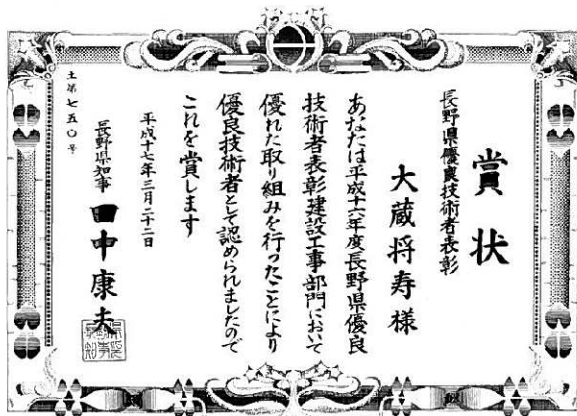 賞状
長野県優良技術者表彰
大蔵将寿様
あなたは平成十六年度長野県優良
技術者表彰建設工事部門において
優れた取り組みを行ったことにより
優良技術者として認められましたので
これを賞します
平成十七年三月二十二日
長野県知事 田中康夫
土第七五〇号